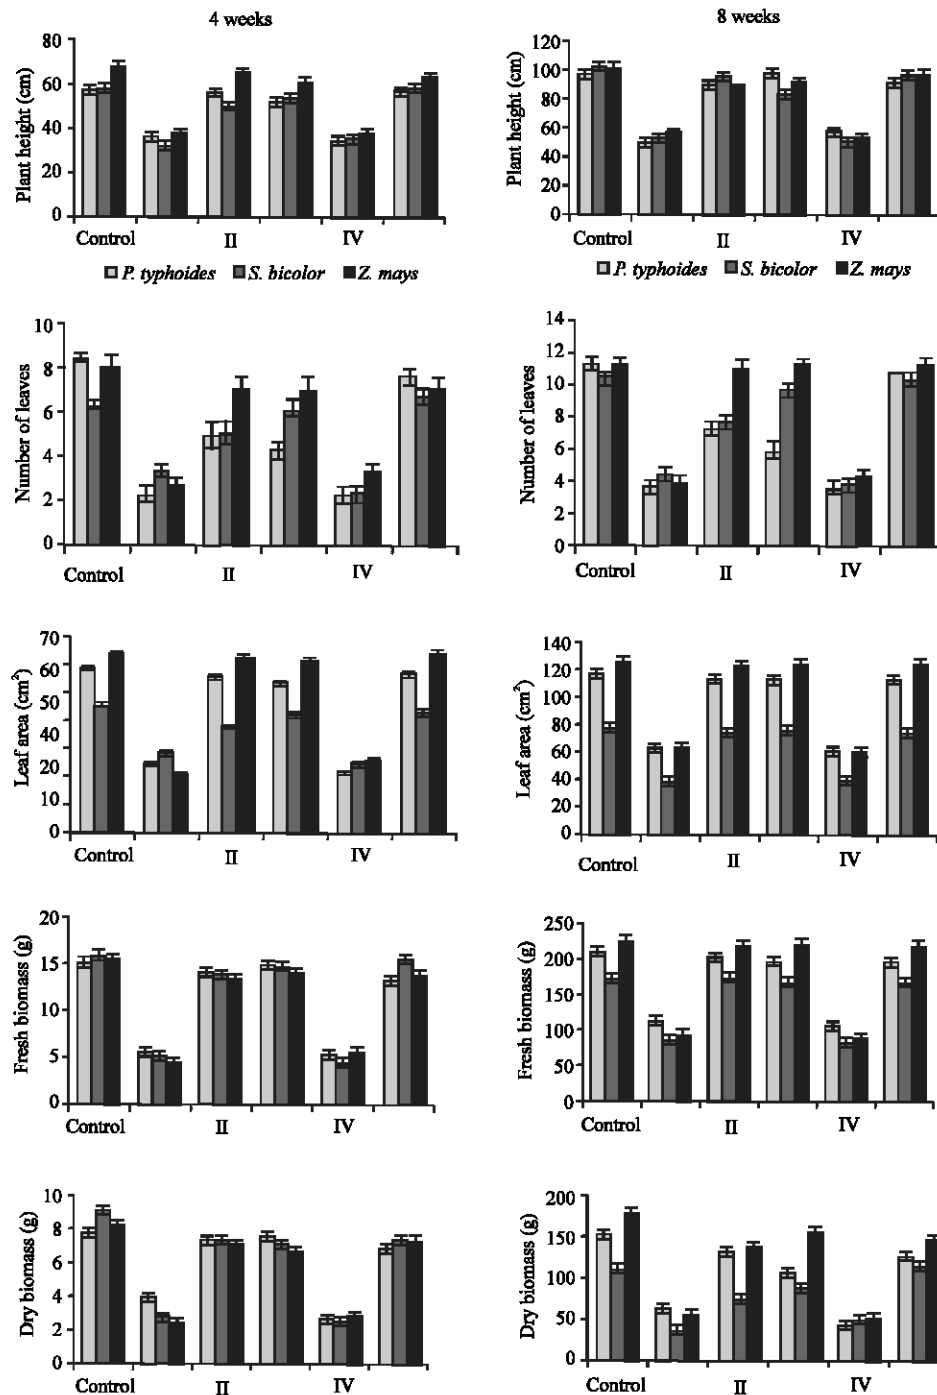 4 weeks
8 weeks
Plant height (cm)
80
60
40
20
0
Control
II
IV
Plant height (cm)
120
100
80
60
40
20
0
Control
II
IV
P. typhoides S. bicolor Z. mays
P. typhoides S. bicolor Z. mays
Number of leaves
10
8
6
4
2
0
Control
II
IV
Number of leaves
14
12
10
8
6
4
2
0
Control
II
IV
Leaf area (cm²)
70
60
50
40
20
10
0
Control
II
IV
Leaf area (cm²)
140
120
100
80
60
40
20
0
Control
II
IV
Fresh biomass (g)
20
15
10
5
0
Control
II
IV
Fresh biomass (g)
250
200
150
100
50
0
Control
II
IV
Dry biomass (g)
10
8
6
4
2
0
Control
II
IV
Dry biomass (g)
200
150
100
50
0
Control
II
IV